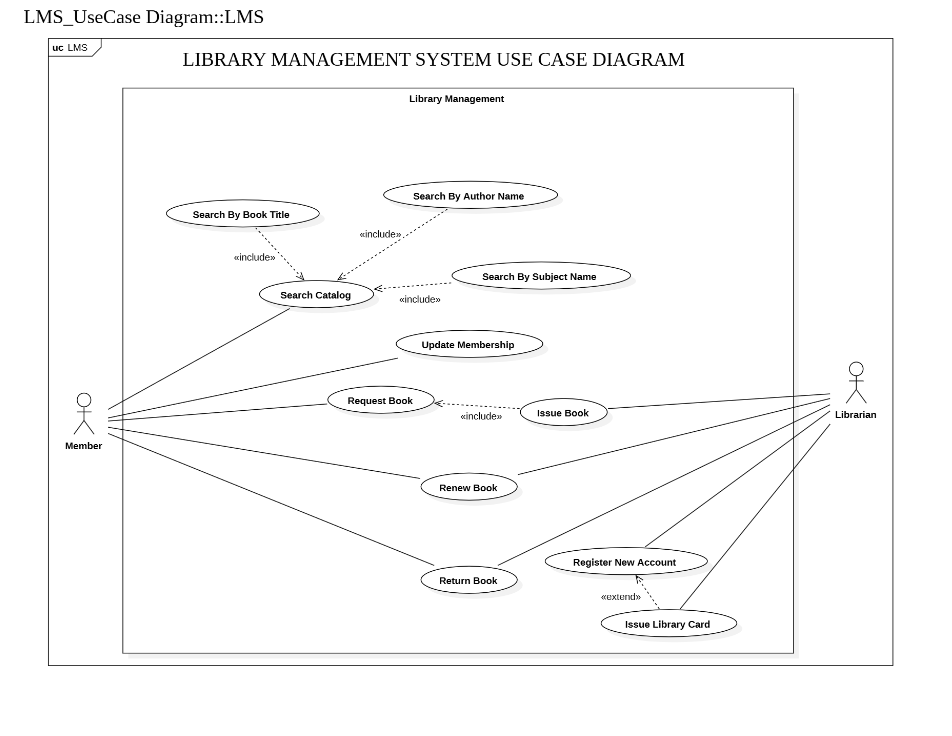 LMS_UseCase Diagram::LMS
uc LMS
LIBRARY MANAGEMENT SYSTEM USE CASE DIAGRAM
Library Management
Search By Author Name
Search By Book Title
«include»
«include»
Search By Subject Name
Search Catalog
«include»
Update Membership
Request Book
Issue Book
«include»
Librarian
Member
Renew Book
Register New Account
Return Book
«extend»
Issue Library Card